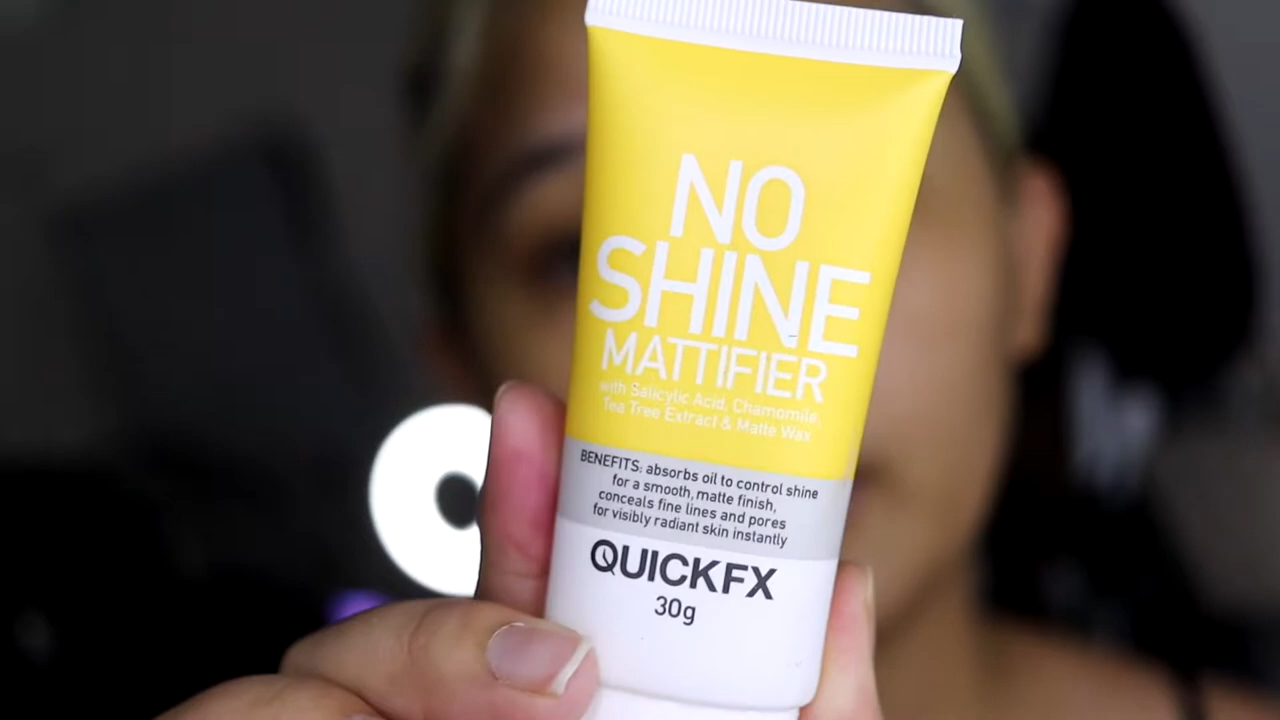 NO
SHINE
MATTIFIER
with Salicylic Acid, Chamomile,
Tea Tree Extract & Matte Wax
BENEFITS: absorbs oil to control shine
for a smooth, matte finish,
conceals fine lines and pores
for visibly radiant skin instantly
QUICKFX
30g